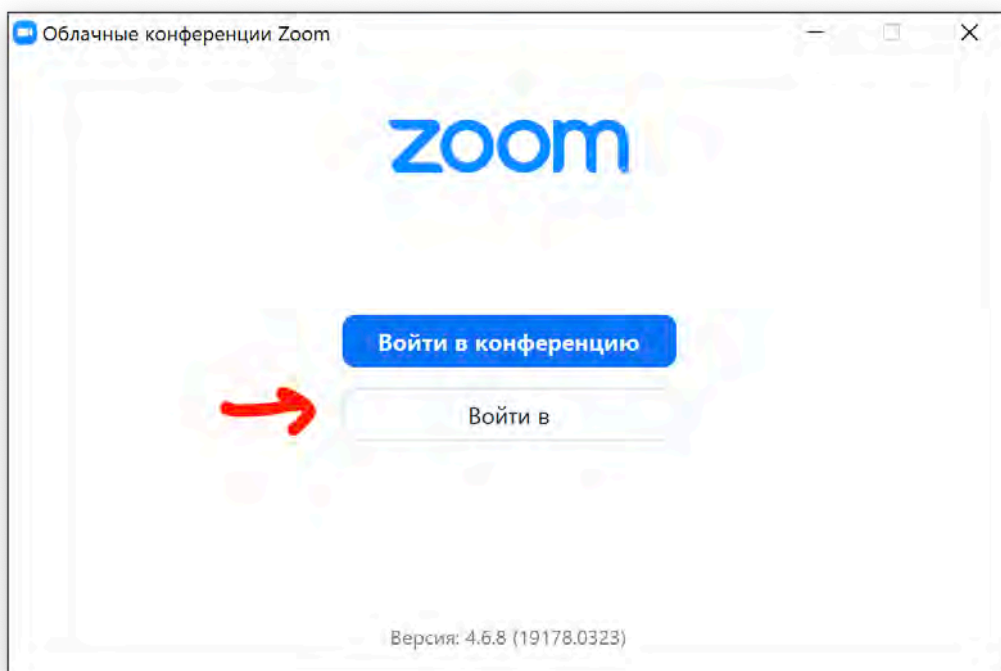 Облачные конференции Zoom
zoom
Войти в конференцию
Войти в
Версия: 4.6.8 (19178.0323)